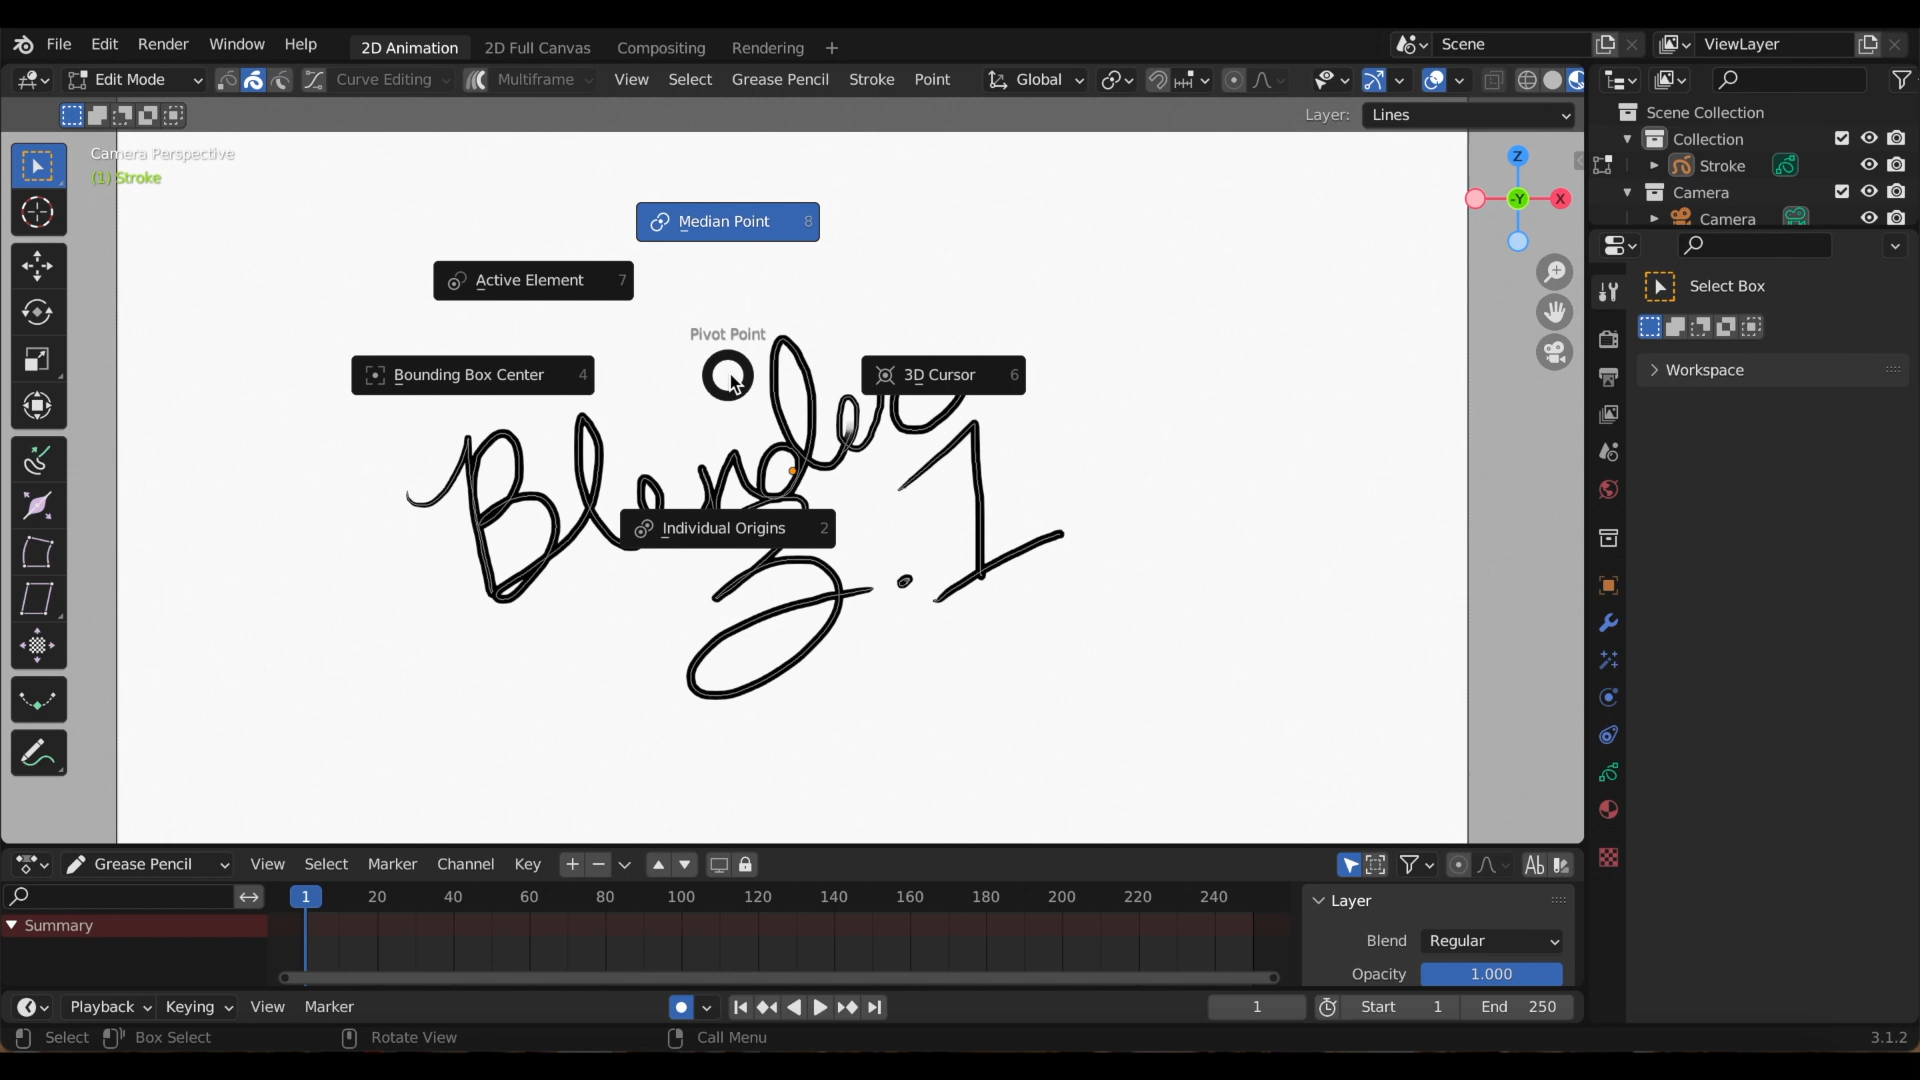 File Edit Render Window Help 2D Animation 2D Full Canvas Compositing Rendering + Scene ViewLayer
Edit Mode Curve Editing Multiframe View Select Grease Pencil Stroke Point Global
Layer: Lines
Scene Collection
Collection
Stroke
Camera
Camera
Camera Perspective
(1) Stroke
Z
-Y X
Median Point 8
Active Element 7
Pivot Point
Bounding Box Center 4
3D Cursor 6
Individual Origins 2
Blender
3.1
Select Box
Workspace
Grease Pencil View Select Marker Channel Key
1 20 40 60 80 100 120 140 160 180 200 220 240
Summary
Layer
Blend Regular
Opacity 1.000
Playback Keying View Marker 1 Start 1 End 250
Select Box Select Rotate View Call Menu 3.1.2